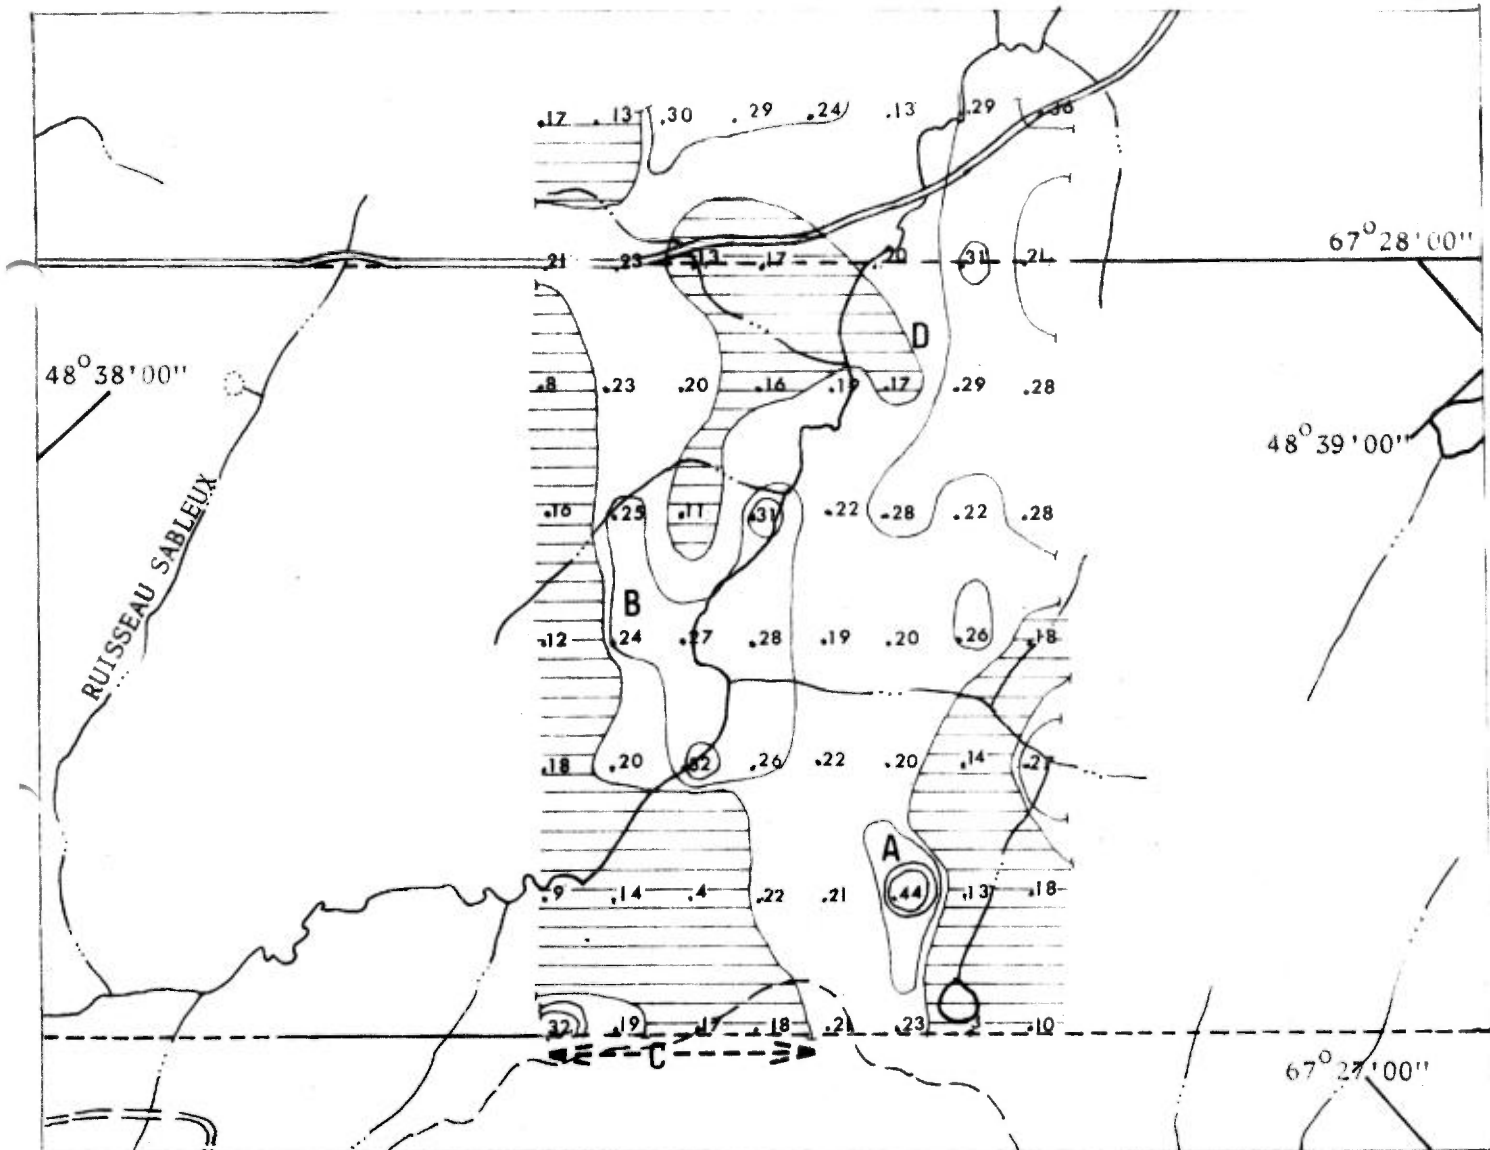 .17 .13 .30 .29 .24 .13 .29 .36
67°28'00"
.21 .23 .13 .17 .20 .31 .21
D
48°38'00"
.8 .23 .20 .16 .19 .17 .29 .28
48°39'00"
RUISSEAU SABLEUX
.16 .25 .11 .31 .22 .28 .22 .28
B
.12 .24 .27 .28 .19 .20 .26 .18
.18 .20 .32 .26 .22 .20 .14 .27
A
.9 .14 .4 .22 .21 .44 .13 .18
.32 .19 .17 .18 .21 .23 .10
C
67°27'00"